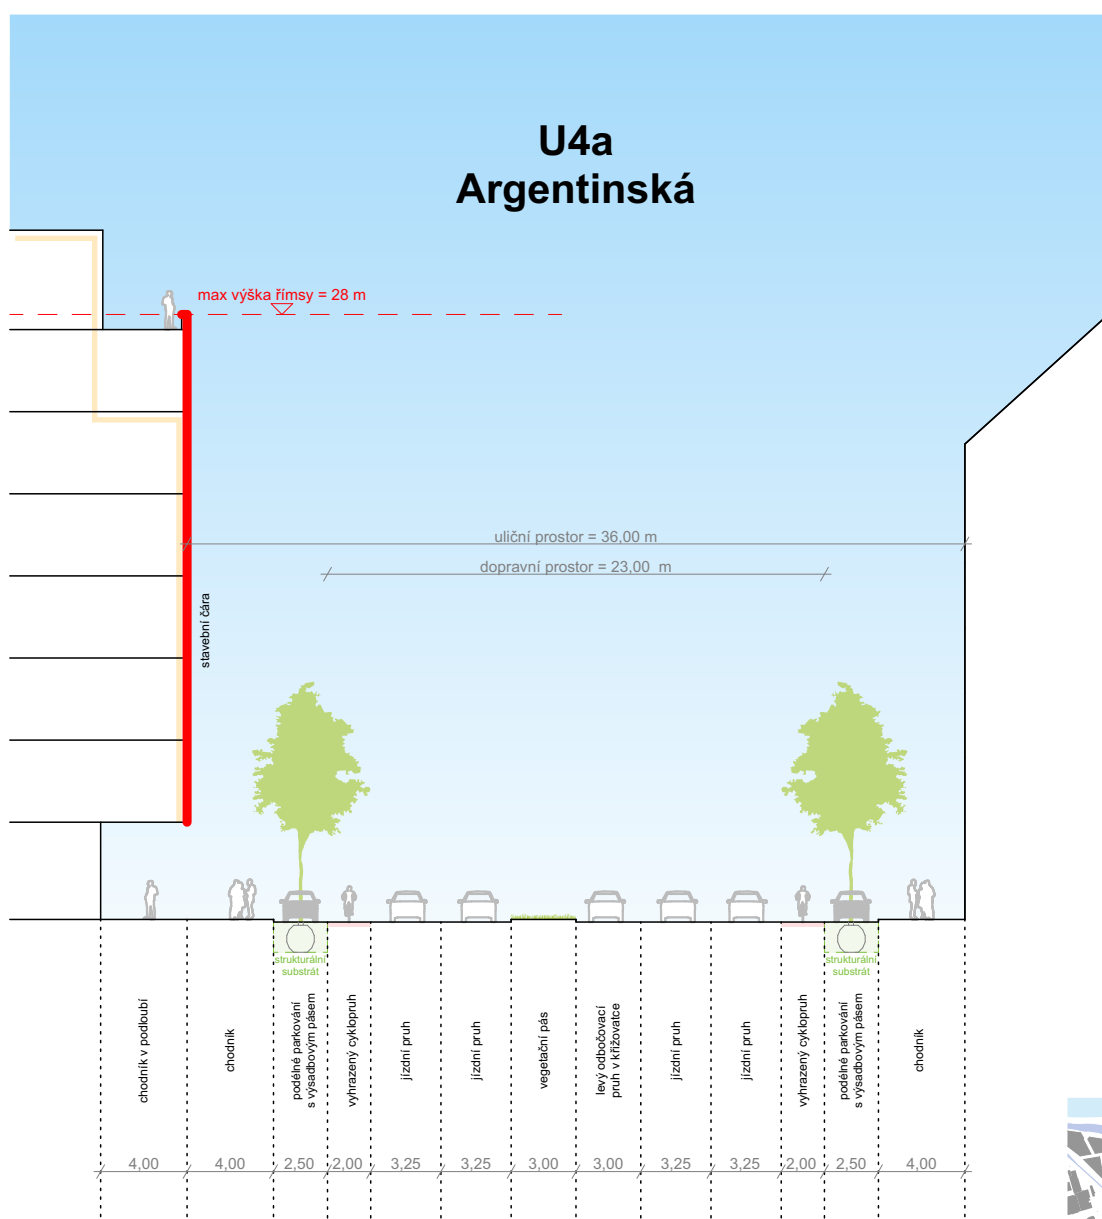 U4a
Argentinská
max výška římsy = 28 m
uliční prostor = 36,00 m
dopravní prostor = 23,00 m
stavební čára
strukturální
substrát
strukturální
substrát
chodník v podloubí
chodník
podélné parkování
s výsadbovým pásem
vyhrazený cyklopruh
jízdní pruh
jízdní pruh
vegetační pás
levý odbočovací
pruh v křižovatce
jízdní pruh
jízdní pruh
vyhrazený cyklopruh
podélné parkování
s výsadbovým pásem
chodník
4,00 4,00 2,50 2,00 3,25 3,25 3,00 3,00 3,25 3,25 2,00 2,50 4,00